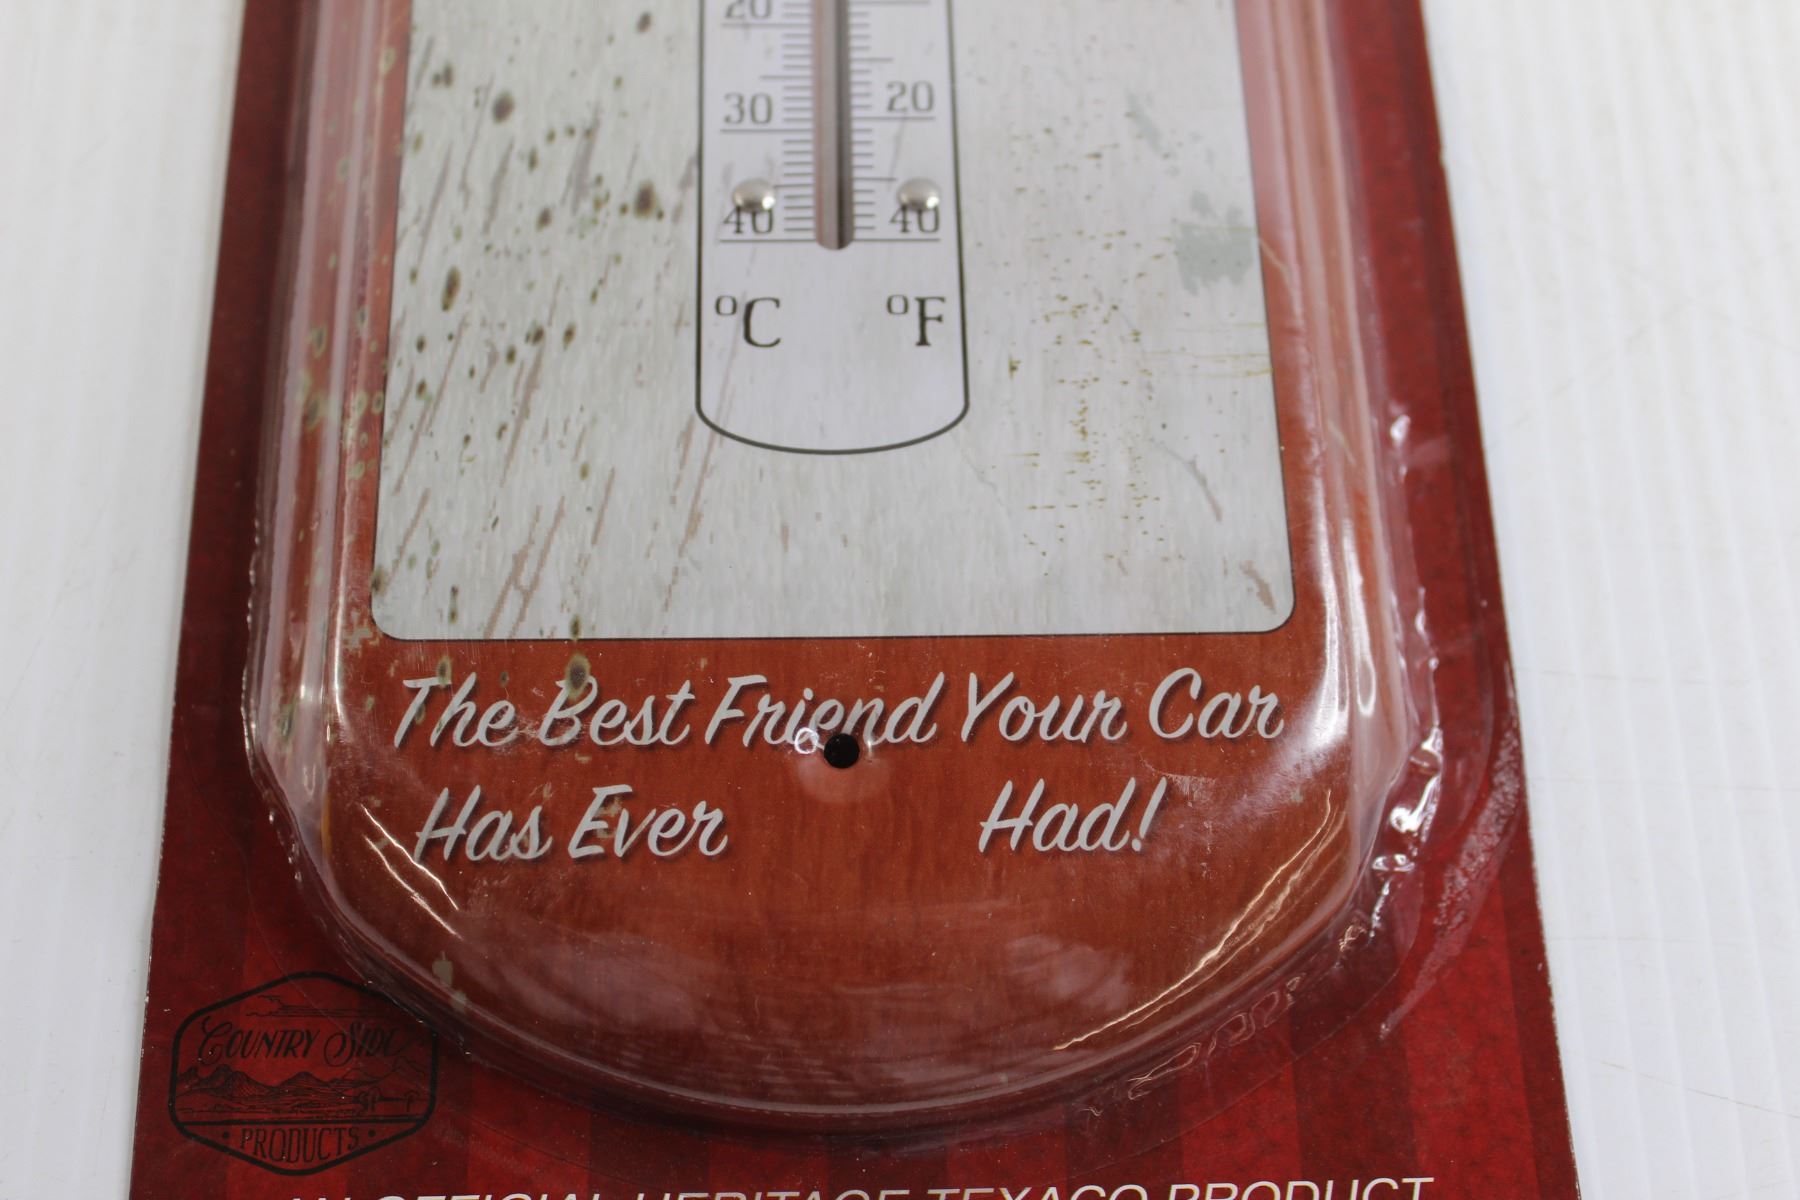 20
30 20
40 40
°C °F
The Best Friend Your Car
Has Ever Had!
COUNTRY SIDE
PRODUCTS
AN OFFICIAL HERITAGE TEXACO PRODUCT